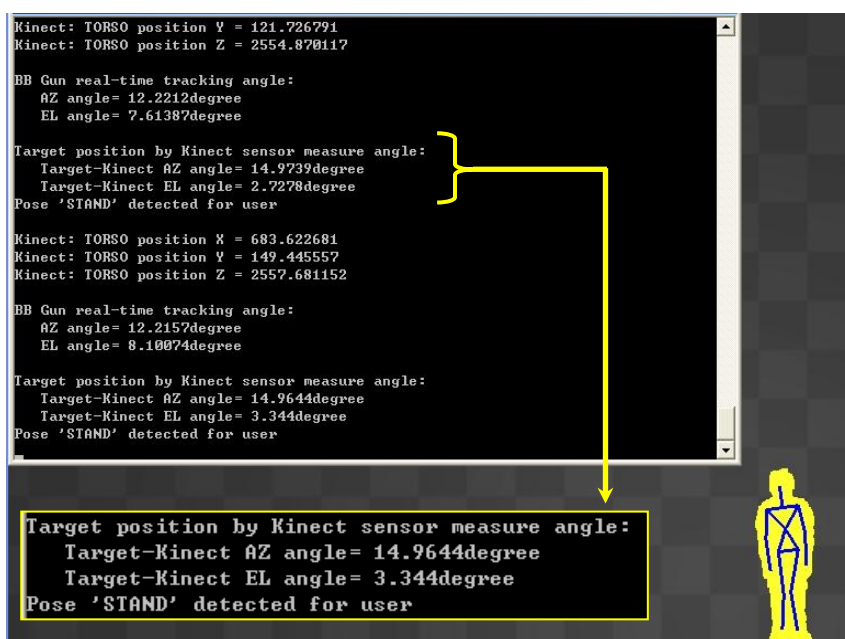 Kinect: TORSO position Y = 121.726791
Kinect: TORSO position Z = 2554.870117
BB Gun real-time tracking angle:
AZ angle= 12.2212degree
EL angle= 7.61387degree
Target position by Kinect sensor measure angle:
Target-Kinect AZ angle= 14.9739degree
Target-Kinect EL angle= 2.7278degree
Pose 'STAND' detected for user
Kinect: TORSO position X = 683.622681
Kinect: TORSO position Y = 149.445557
Kinect: TORSO position Z = 2557.681152
BB Gun real-time tracking angle:
AZ angle= 12.2157degree
EL angle= 8.10074degree
Target position by Kinect sensor measure angle:
Target-Kinect AZ angle= 14.9644degree
Target-Kinect EL angle= 3.344degree
Pose 'STAND' detected for user
Target position by Kinect sensor measure angle:
Target-Kinect AZ angle= 14.9644degree
Target-Kinect EL angle= 3.344degree
Pose 'STAND' detected for user